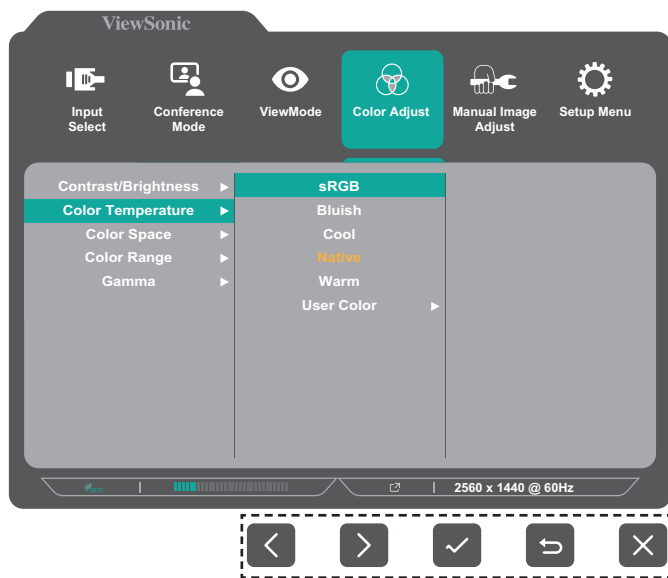 ViewSonic
Input
Select
Conference
Mode
ViewMode
Color Adjust
Manual Image
Adjust
Setup Menu
Contrast/Brightness
Color Temperature
Color Space
Color Range
Gamma
sRGB
Bluish
Cool
Native
Warm
User Color
ECO
2560 x 1440 @ 60Hz